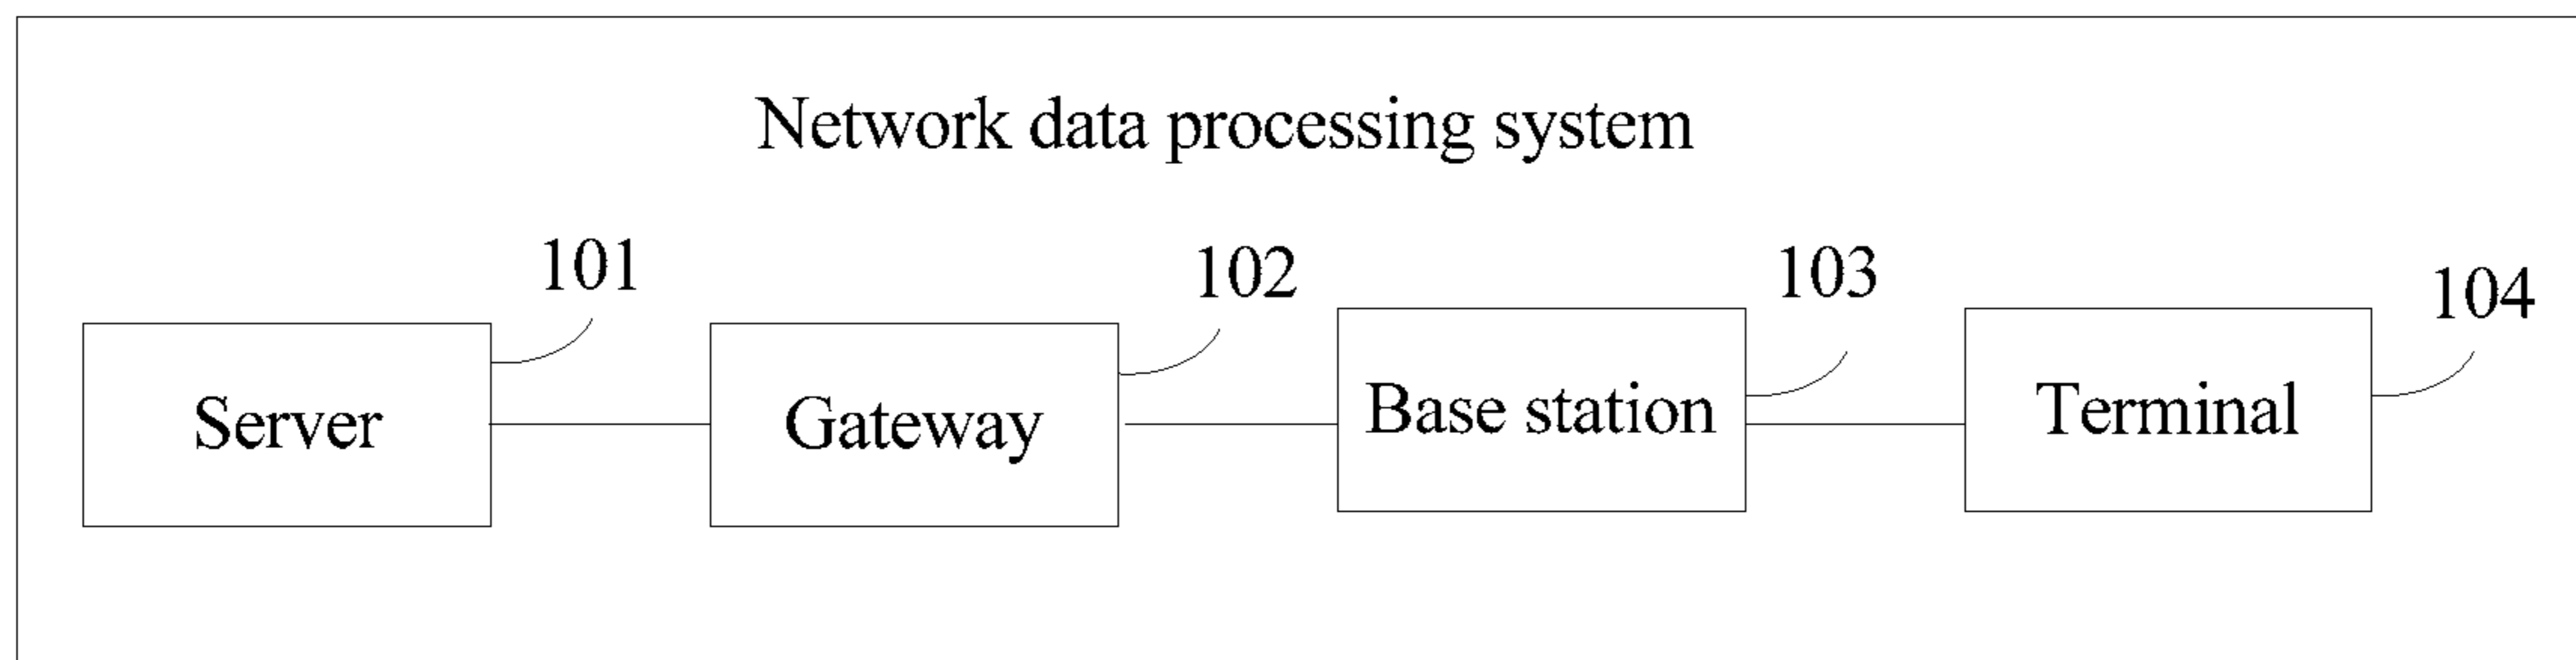 Network data processing system
101
102
103
104
Server
Gateway
Base station
Terminal